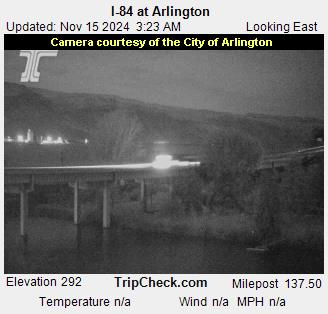 I-84 at Arlington
Updated: Nov 15 2024 3:23 AM Looking East
Camera courtesy of the City of Arlington
Elevation 292 TripCheck.com Milepost 137.50
Temperature n/a Wind n/a MPH n/a